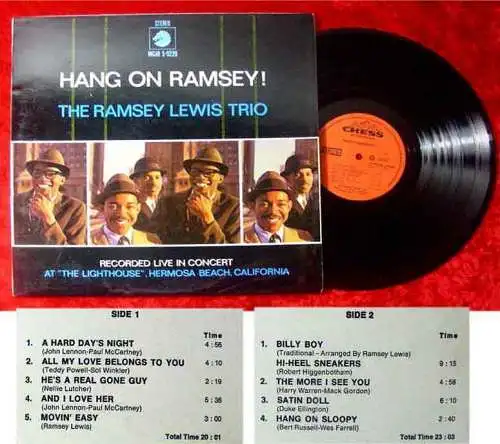 STEREO
HANG ON RAMSEY!
THE RAMSEY LEWIS TRIO
RECORDED LIVE IN CONCERT
AT "THE LIGHTHOUSE", HERMOSA BEACH, CALIFORNIA
CHESS
SIDE 1
Time
1. A HARD DAY'S NIGHT 4:56
(John Lennon-Paul McCartney)
2. ALL MY LOVE BELONGS TO YOU 4:10
(Teddy Powell-Sol Winkler)
3. HE'S A REAL GONE GUY 2:19
(Nellie Lutcher)
4. AND I LOVE HER 5:36
(John Lennon-Paul McCartney)
5. MOVIN' EASY 3:00
(Ramsey Lewis)
Total Time 20:01
SIDE 2
Time
1. BILLY BOY
(Traditional - Arranged By Ramsey Lewis)
HI-HEEL SNEAKERS 9:15
(Robert Higgenbotham)
2. THE MORE I SEE YOU 4:58
(Harry Warren-Mack Gordon)
3. SATIN DOLL 6:10
(Duke Ellington)
4. HANG ON SLOOPY 2:40
(Bert Russell-Wes Farrell)
Total Time 23:03